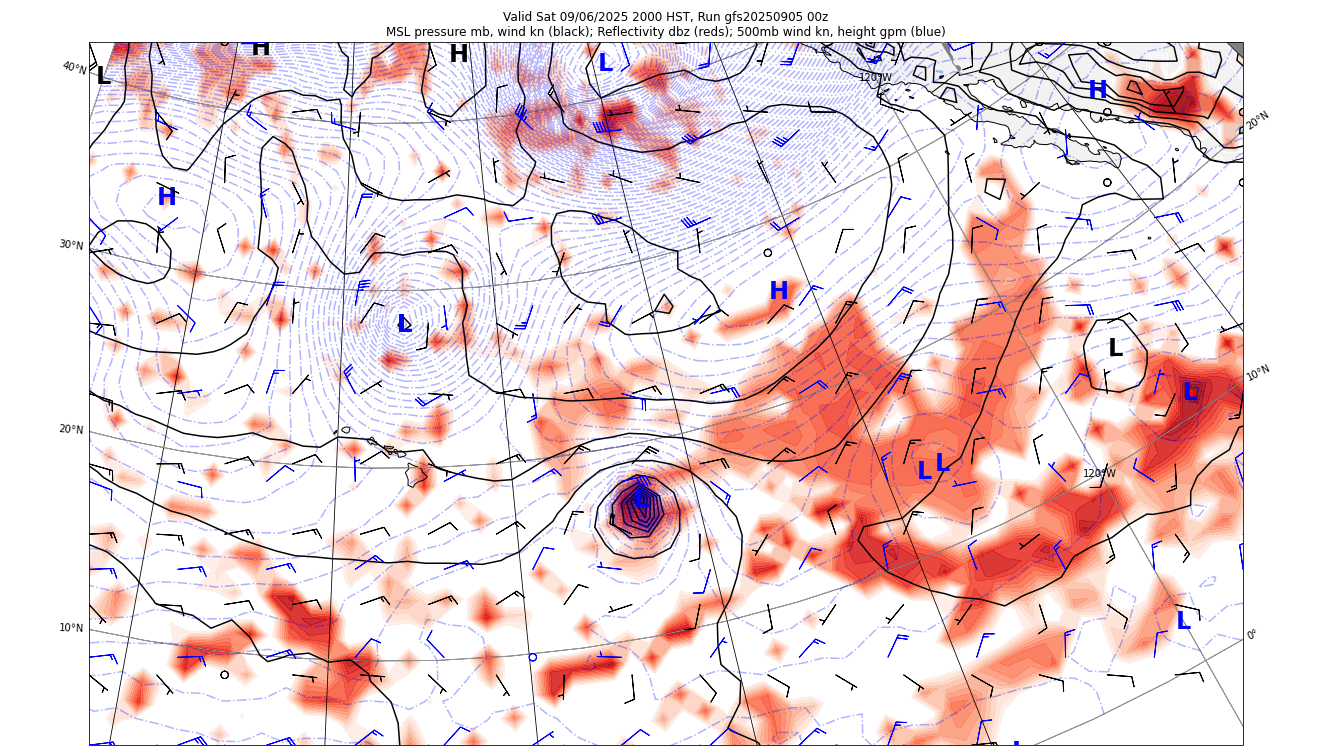 Valid Sat 09/06/2025 2000 HST, Run gfs20250905 00z
MSL pressure mb, wind kn (black); Reflectivity dbz (reds); 500mb wind kn, height gpm (blue)
H
H
L
40°N
L
120°W
H
20°N
H
30°N
H
L
L
10°N
L
20°N
L
L
120°W
L
10°N
L
0°
L